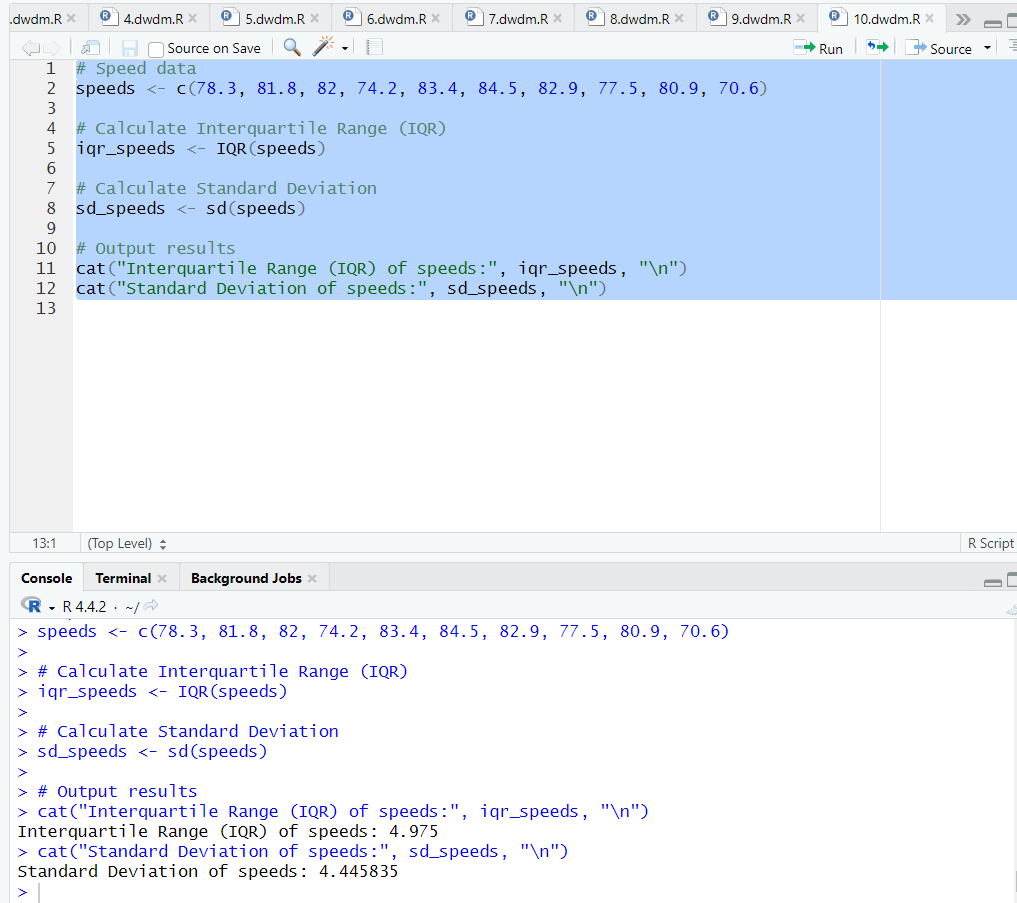 .dwdm.R × 4.dwdm.R × 5.dwdm.R × 6.dwdm.R × 7.dwdm.R × 8.dwdm.R × 9.dwdm.R × 10.dwdm.R ×
Source on Save Run Source
1 # Speed data
2 speeds <- c(78.3, 81.8, 82, 74.2, 83.4, 84.5, 82.9, 77.5, 80.9, 70.6)
3
4 # Calculate Interquartile Range (IQR)
5 iqr_speeds <- IQR(speeds)
6
7 # Calculate Standard Deviation
8 sd_speeds <- sd(speeds)
9
10 # Output results
11 cat("Interquartile Range (IQR) of speeds:", iqr_speeds, "\n")
12 cat("Standard Deviation of speeds:", sd_speeds, "\n")
13
13:1 (Top Level) R Script
Console Terminal × Background Jobs ×
R R 4.4.2 · ~/
> speeds <- c(78.3, 81.8, 82, 74.2, 83.4, 84.5, 82.9, 77.5, 80.9, 70.6)
>
> # Calculate Interquartile Range (IQR)
> iqr_speeds <- IQR(speeds)
>
> # Calculate Standard Deviation
> sd_speeds <- sd(speeds)
>
> # Output results
> cat("Interquartile Range (IQR) of speeds:", iqr_speeds, "\n")
Interquartile Range (IQR) of speeds: 4.975
> cat("Standard Deviation of speeds:", sd_speeds, "\n")
Standard Deviation of speeds: 4.445835
>